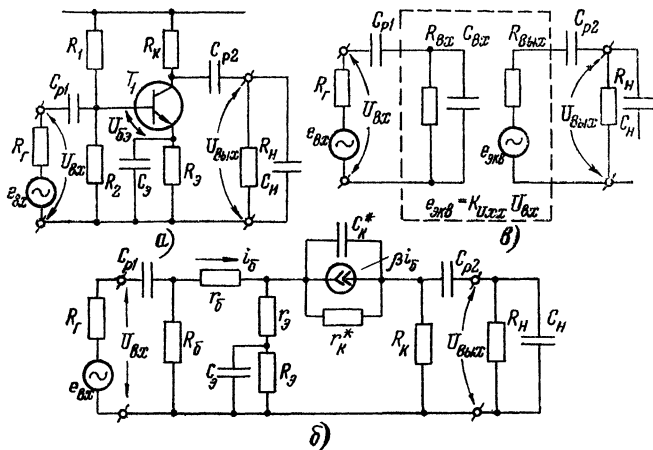 R₁
Rк
Cр2
Cр1
T₁
Uбэ
Rг
Uвх
R₂
Cэ
Rэ
Uвых
Rн
Cн
eвх
а)
Cр1
Rвх
Cвх
Rвых
Cр2
Rг
Uвх
Uвых
Rн
Cн
eвх
eэкв
eэкв=KUхх Uвх
в)
Cк*
Cр1
iб
βiб
Cр2
rб
Rг
Uвх
Rб
rэ
rк*
Rк
Uвых
Rн
Cн
Cэ
Rэ
eвх
б)